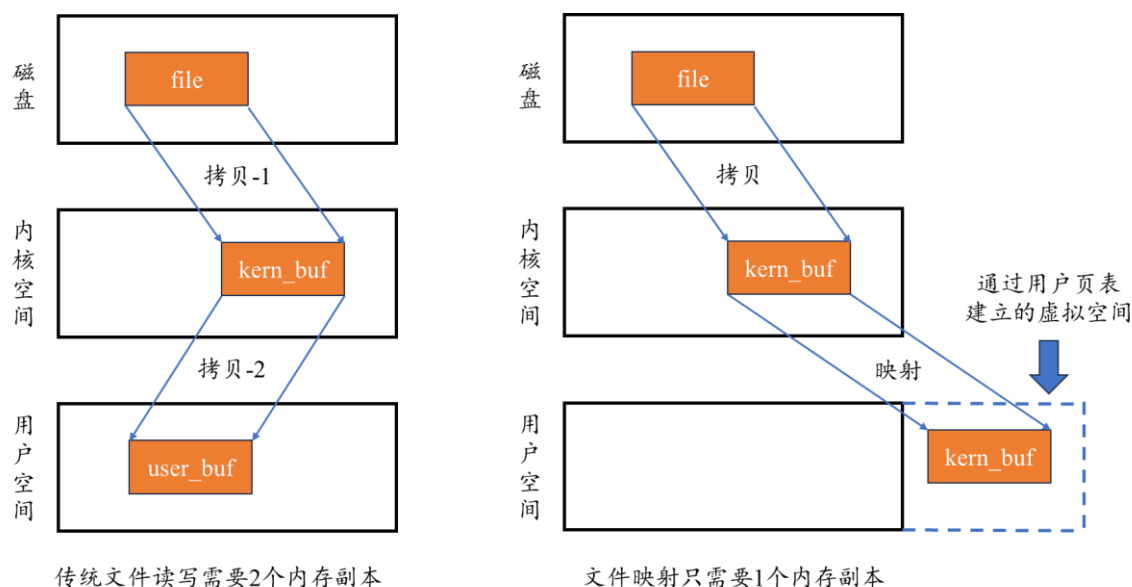 磁盘
file
拷贝-1
内核空间
kern_buf
拷贝-2
用户空间
user_buf
传统文件读写需要2个内存副本
磁盘
file
拷贝
内核空间
kern_buf
通过用户页表
建立的虚拟空间
映射
用户空间
kern_buf
文件映射只需要1个内存副本